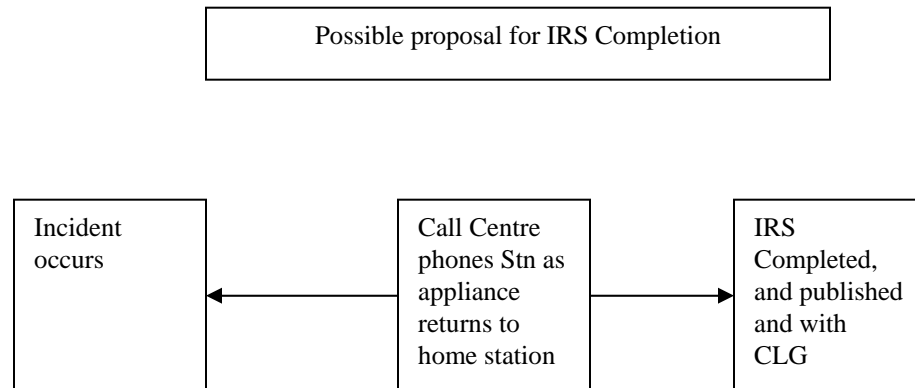 Possible proposal for IRS Completion
Incident
occurs
Call Centre
phones Stn as
appliance
returns to
home station
IRS
Completed,
and published
and with
CLG